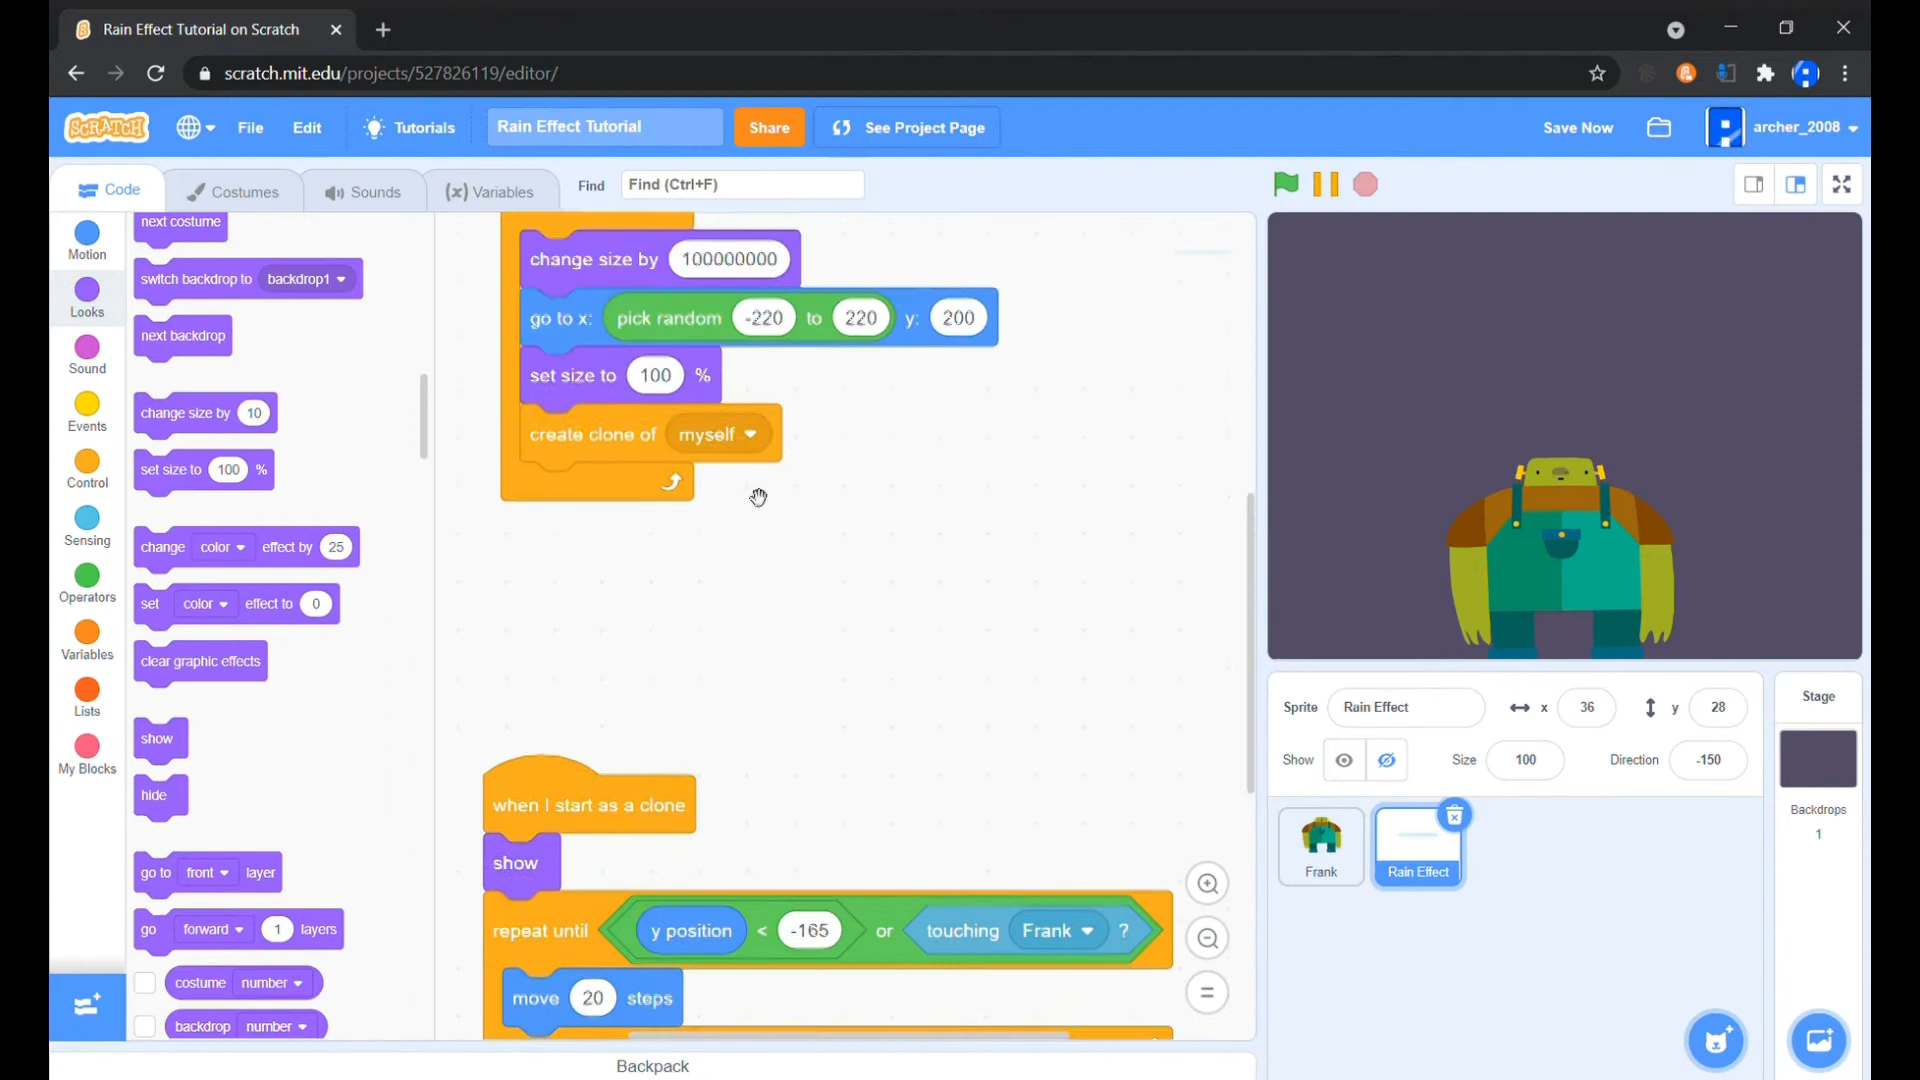 Rain Effect Tutorial on Scratch
scratch.mit.edu/projects/527826119/editor/
SCRATCH
File
Edit
Tutorials
Rain Effect Tutorial
Share
See Project Page
Save Now
archer_2008
Code
Costumes
Sounds
(x) Variables
Find
Find (Ctrl+F)
Motion
Looks
Sound
Events
Control
Sensing
Operators
Variables
Lists
My Blocks
next costume
switch backdrop to backdrop1
next backdrop
change size by 10
set size to 100 %
change color effect by 25
set color effect to 0
clear graphic effects
show
hide
go to front layer
go forward 1 layers
costume number
backdrop number
change size by 100000000
go to x: pick random -220 to 220 y: 200
set size to 100 %
create clone of myself
when I start as a clone
show
repeat until y position < -165 or touching Frank ?
move 20 steps
Backpack
Sprite Rain Effect x 36 y 28
Show Size 100 Direction -150
Frank
Rain Effect
Stage
Backdrops
1